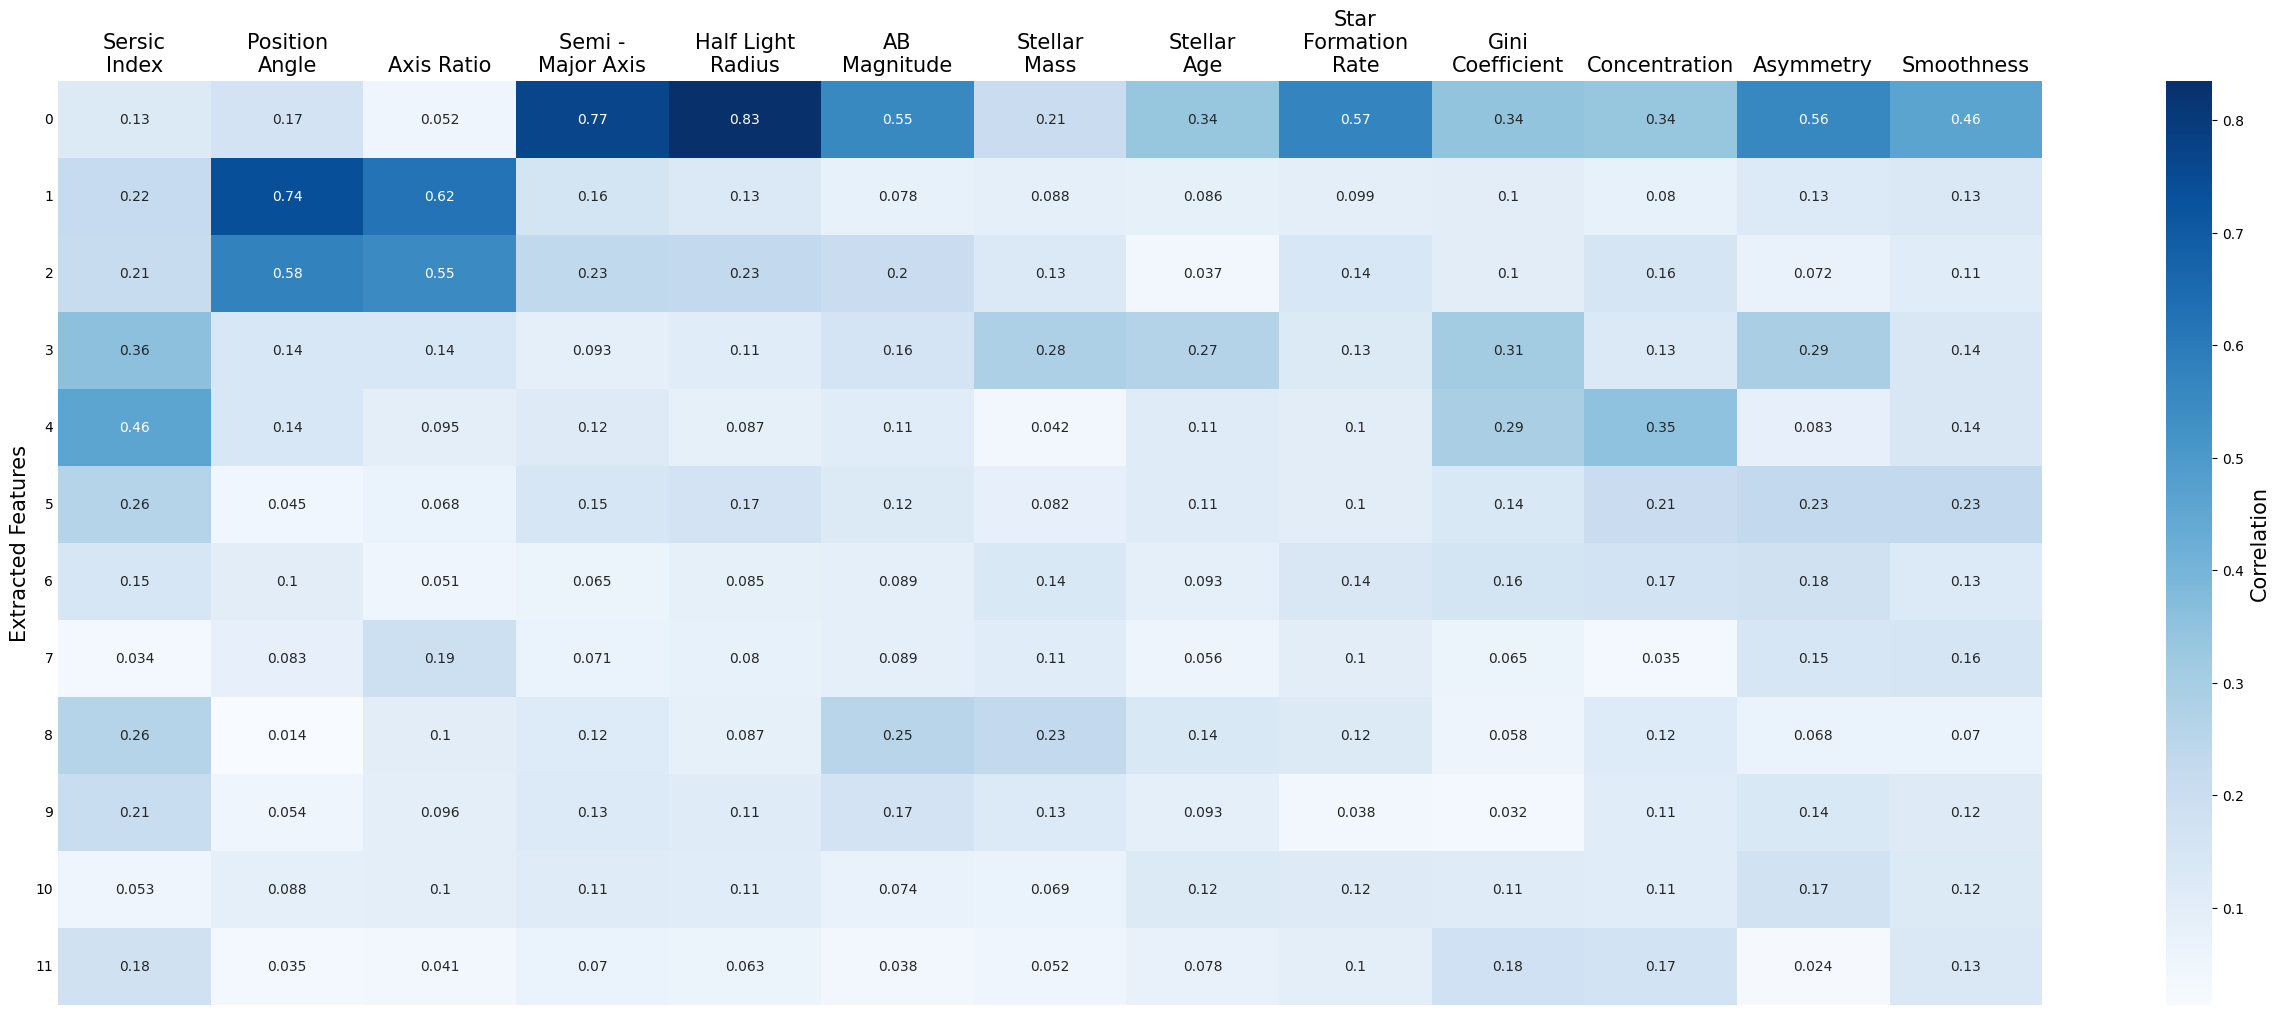 Star
Sersic Position Semi - Half Light AB Stellar Stellar Formation Gini
Index Angle Axis Ratio Major Axis Radius Magnitude Mass Age Rate Coefficient Concentration Asymmetry Smoothness
0 0.13 0.17 0.052 0.77 0.83 0.55 0.21 0.34 0.57 0.34 0.34 0.56 0.46
1 0.22 0.74 0.62 0.16 0.13 0.078 0.088 0.086 0.099 0.1 0.08 0.13 0.13
2 0.21 0.58 0.55 0.23 0.23 0.2 0.13 0.037 0.14 0.1 0.16 0.072 0.11
3 0.36 0.14 0.14 0.093 0.11 0.16 0.28 0.27 0.13 0.31 0.13 0.29 0.14
4 0.46 0.14 0.095 0.12 0.087 0.11 0.042 0.11 0.1 0.29 0.35 0.083 0.14
5 0.26 0.045 0.068 0.15 0.17 0.12 0.082 0.11 0.1 0.14 0.21 0.23 0.23
6 0.15 0.1 0.051 0.065 0.085 0.089 0.14 0.093 0.14 0.16 0.17 0.18 0.13
7 0.034 0.083 0.19 0.071 0.08 0.089 0.11 0.056 0.1 0.065 0.035 0.15 0.16
8 0.26 0.014 0.1 0.12 0.087 0.25 0.23 0.14 0.12 0.058 0.12 0.068 0.07
9 0.21 0.054 0.096 0.13 0.11 0.17 0.13 0.093 0.038 0.032 0.11 0.14 0.12
10 0.053 0.088 0.1 0.11 0.11 0.074 0.069 0.12 0.12 0.11 0.11 0.17 0.12
11 0.18 0.035 0.041 0.07 0.063 0.038 0.052 0.078 0.1 0.18 0.17 0.024 0.13
Extracted Features
0.8
0.7
0.6
0.5
0.4
0.3
0.2
0.1
Correlation